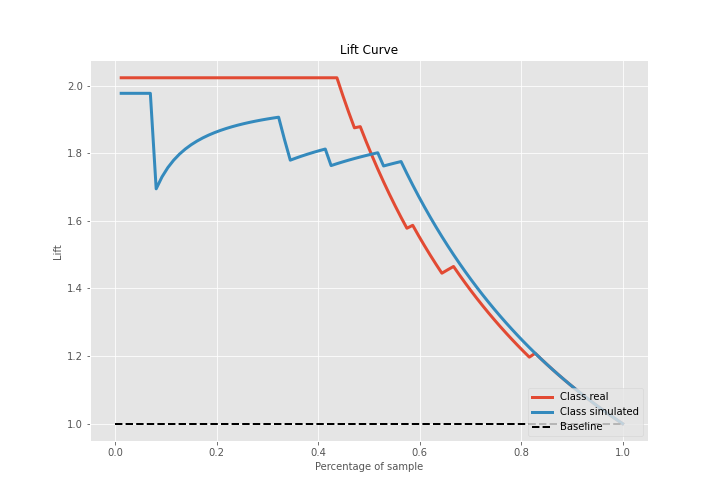 Lift Curve
2.0
1.8
1.6
1.4
1.2
1.0
Lift
0.0 0.2 0.4 0.6 0.8 1.0
Percentage of sample
Class real
Class simulated
Baseline